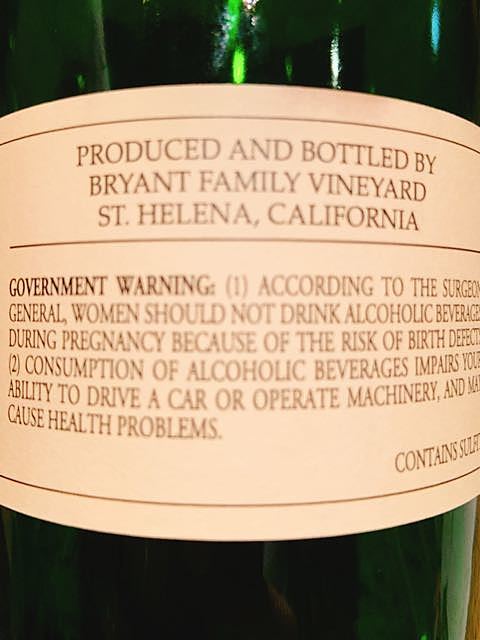 PRODUCED AND BOTTLED BY
BRYANT FAMILY VINEYARD
ST. HELENA, CALIFORNIA
GOVERNMENT WARNING: (1) ACCORDING TO THE SURGEON
GENERAL, WOMEN SHOULD NOT DRINK ALCOHOLIC BEVERAGES
DURING PREGNANCY BECAUSE OF THE RISK OF BIRTH DEFECTS
(2) CONSUMPTION OF ALCOHOLIC BEVERAGES IMPAIRS YOUR
ABILITY TO DRIVE A CAR OR OPERATE MACHINERY, AND MAY
CAUSE HEALTH PROBLEMS.
CONTAINS